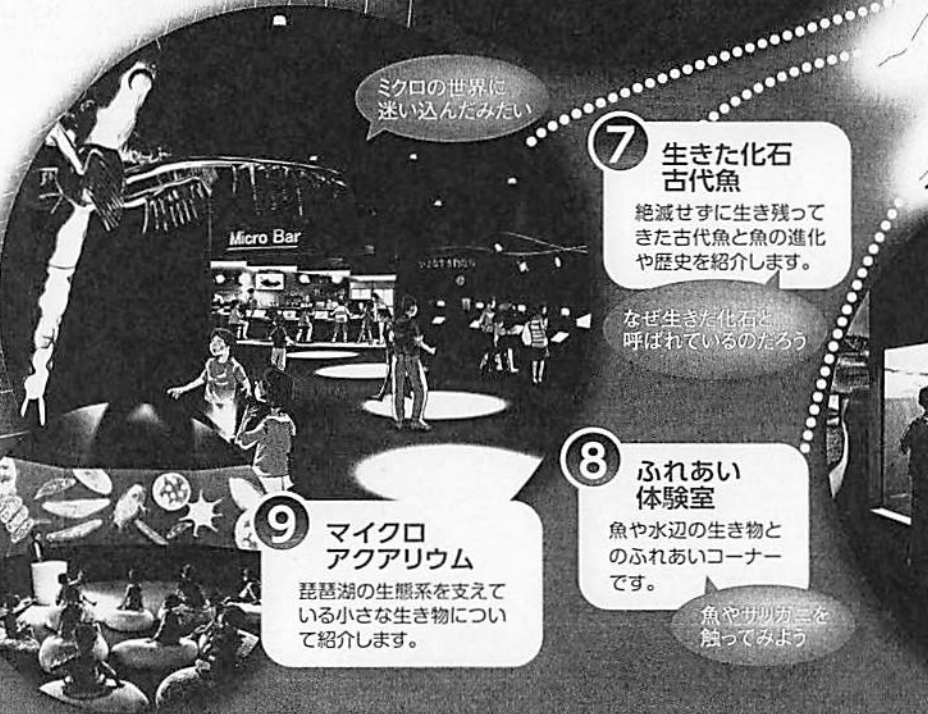 ミクロの世界に
迷い込んだみたい
Micro Bar
7
生きた化石
古代魚
絶滅せずに生き残って
きた古代魚と魚の進化
や歴史を紹介します。
なぜ生きた化石と
呼ばれているのだろう
8
ふれあい
体験室
魚や水辺の生き物と
のふれあいコーナー
です。
魚やザリガニを
触ってみよう
9
マイクロ
アクアリウム
琵琶湖の生態系を支えて
いる小さな生き物につい
て紹介します。